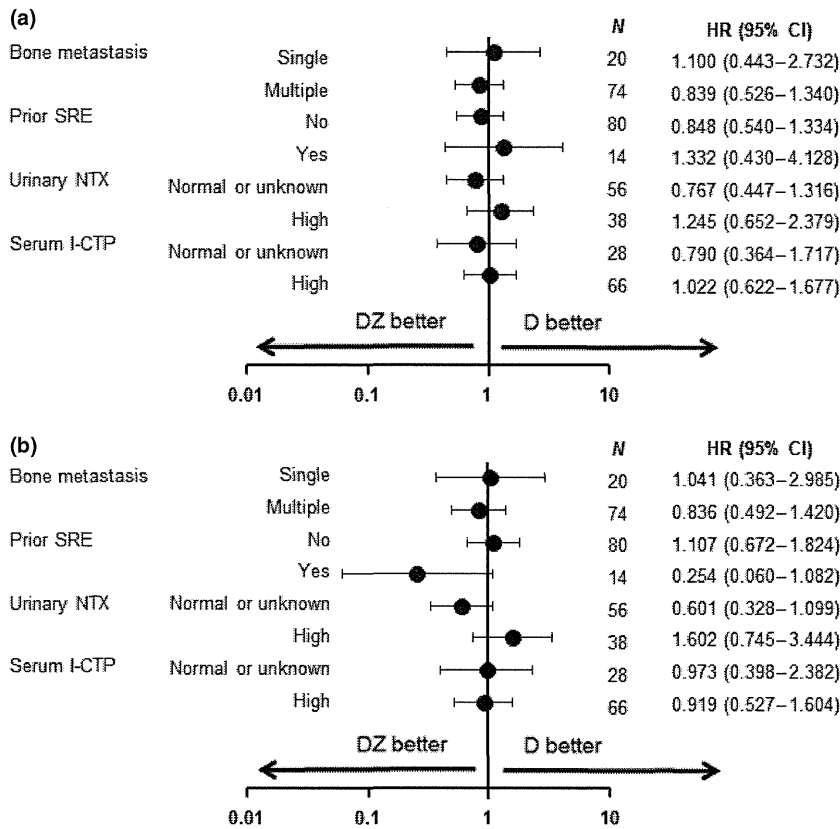 (a)
N HR (95% CI)
Bone metastasis Single 20 1.100 (0.443–2.732)
Multiple 74 0.839 (0.526–1.340)
Prior SRE No 80 0.848 (0.540–1.334)
Yes 14 1.332 (0.430–4.128)
Urinary NTX Normal or unknown 56 0.767 (0.447–1.316)
High 38 1.245 (0.652–2.379)
Serum I-CTP Normal or unknown 28 0.790 (0.364–1.717)
High 66 1.022 (0.622–1.677)
DZ better D better
0.01 0.1 1 10
(b)
N HR (95% CI)
Bone metastasis Single 20 1.041 (0.363–2.985)
Multiple 74 0.836 (0.492–1.420)
Prior SRE No 80 1.107 (0.672–1.824)
Yes 14 0.254 (0.060–1.082)
Urinary NTX Normal or unknown 56 0.601 (0.328–1.099)
High 38 1.602 (0.745–3.444)
Serum I-CTP Normal or unknown 28 0.973 (0.398–2.382)
High 66 0.919 (0.527–1.604)
DZ better D better
0.01 0.1 1 10